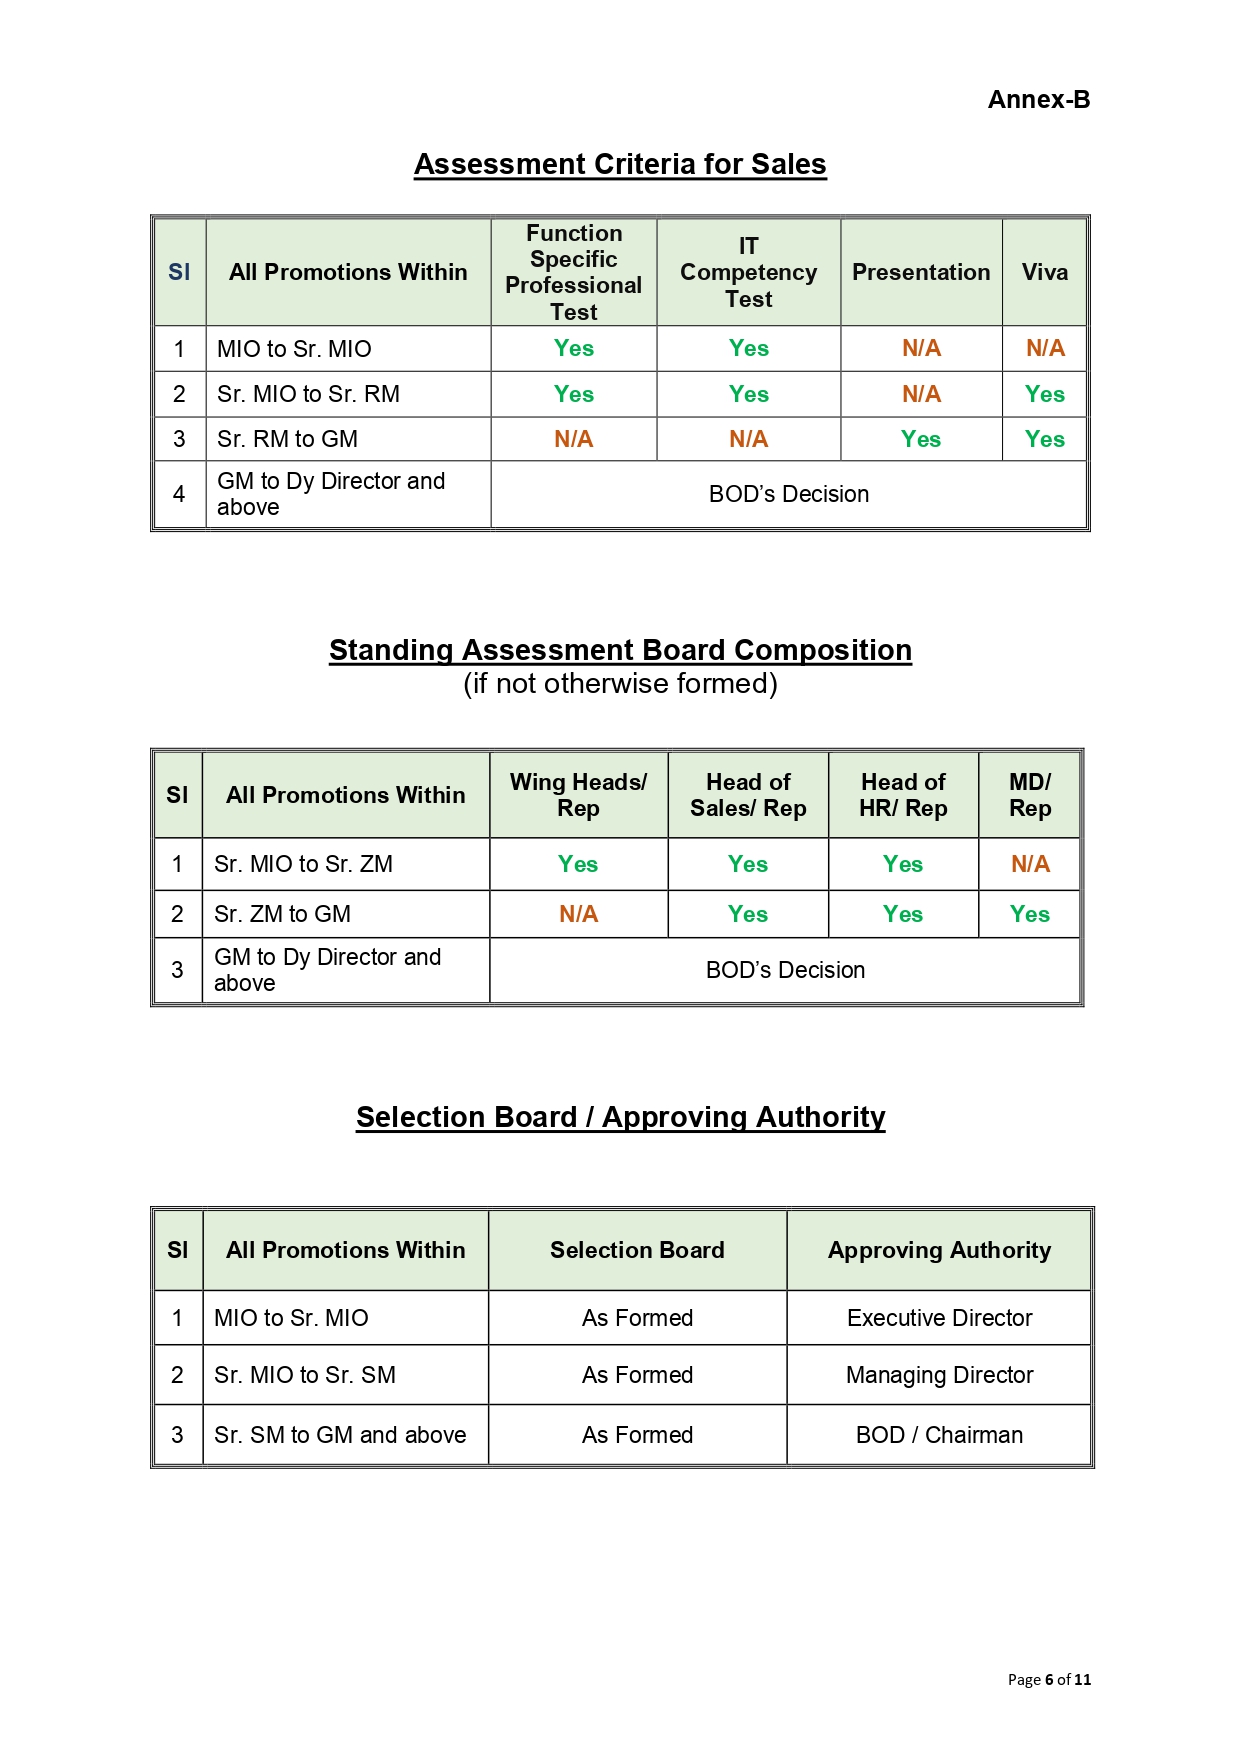 Annex-B
Assessment Criteria for Sales
Sl All Promotions Within Function Specific Professional Test IT Competency Test Presentation Viva
1 MIO to Sr. MIO Yes Yes N/A N/A
2 Sr. MIO to Sr. RM Yes Yes N/A Yes
3 Sr. RM to GM N/A N/A Yes Yes
4 GM to Dy Director and above BOD’s Decision
Standing Assessment Board Composition
(if not otherwise formed)
Sl All Promotions Within Wing Heads/ Rep Head of Sales/ Rep Head of HR/ Rep MD/ Rep
1 Sr. MIO to Sr. ZM Yes Yes Yes N/A
2 Sr. ZM to GM N/A Yes Yes Yes
3 GM to Dy Director and above BOD’s Decision
Selection Board / Approving Authority
Sl All Promotions Within Selection Board Approving Authority
1 MIO to Sr. MIO As Formed Executive Director
2 Sr. MIO to Sr. SM As Formed Managing Director
3 Sr. SM to GM and above As Formed BOD / Chairman
Page 6 of 11